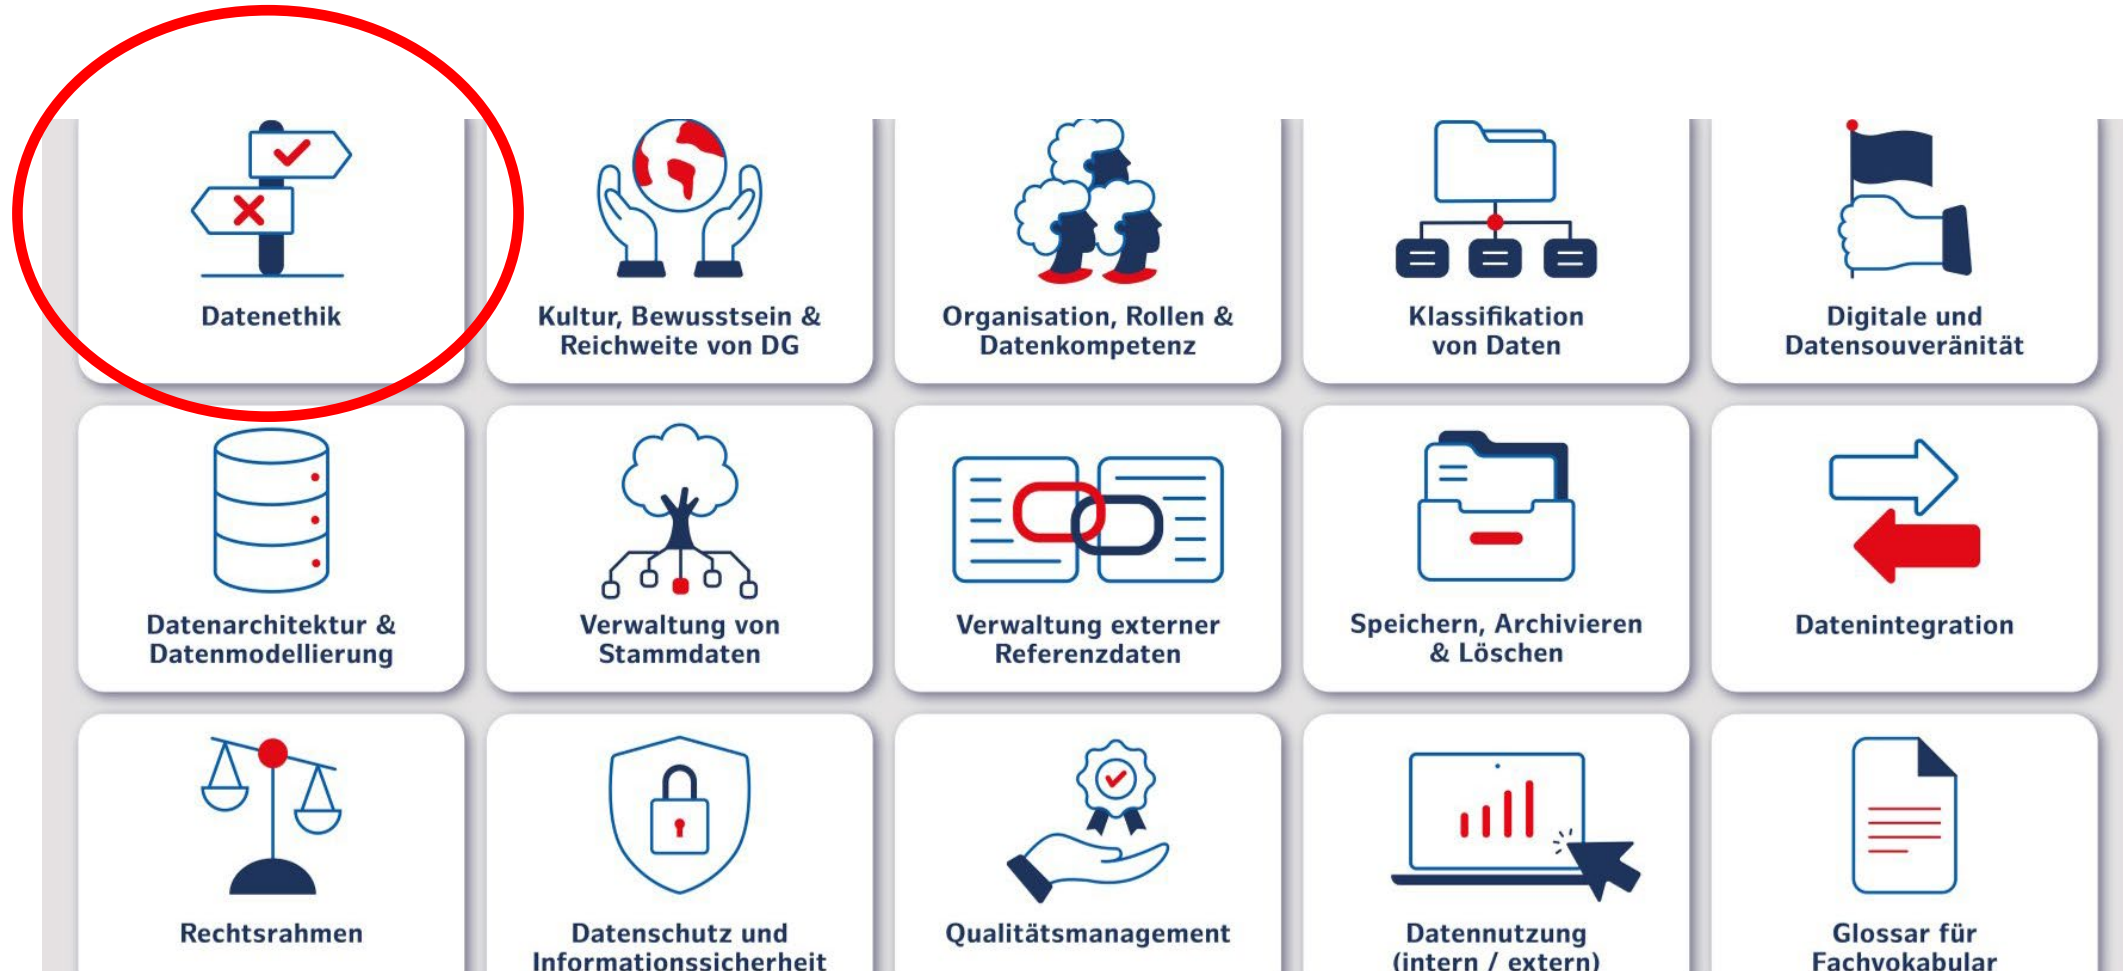 Datenethik
Kultur, Bewusstsein &
Reichweite von DG
Organisation, Rollen &
Datenkompetenz
Klassifikation
von Daten
Digitale und
Datensouveränität
Datenarchitektur &
Datenmodellierung
Verwaltung von
Stammdaten
Verwaltung externer
Referenzdaten
Speichern, Archivieren
& Löschen
Datenintegration
Rechtsrahmen
Datenschutz und
Informationssicherheit
Qualitätsmanagement
Datennutzung
(intern / extern)
Glossar für
Fachvokabular